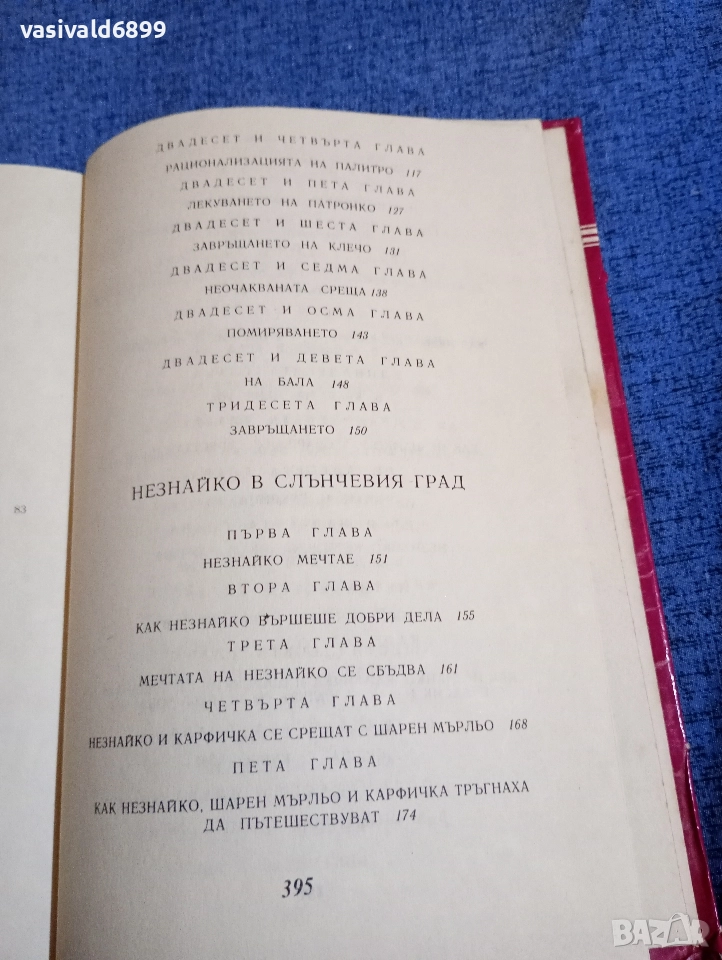 vasivald6899
ДВАДЕСЕТ И ЧЕТВЪРТА ГЛАВА
РАЦИОНАЛИЗАЦИЯТА НА ПАЛИТРО 117
ДВАДЕСЕТ И ПЕТА ГЛАВА
ЛЕКУВАНЕТО НА ПАТРОНКО 127
ДВАДЕСЕТ И ШЕСТА ГЛАВА
ЗАВРЪЩАНЕТО НА КЛЕЧО 131
ДВАДЕСЕТ И СЕДМА ГЛАВА
НЕОЧАКВАНАТА СРЕЩА 138
ДВАДЕСЕТ И ОСМА ГЛАВА
ПОМИРЯВАНЕТО 143
ДВАДЕСЕТ И ДЕВЕТА ГЛАВА
НА БАЛА 148
ТРИДЕСЕТА ГЛАВА
ЗАВРЪЩАНЕТО 150
НЕЗНАЙКО В СЛЪНЧЕВИЯ ГРАД
ПЪРВА ГЛАВА
НЕЗНАЙКО МЕЧТАЕ 151
ВТОРА ГЛАВА
КАК НЕЗНАЙКО ВЪРШЕШЕ ДОБРИ ДЕЛА 155
ТРЕТА ГЛАВА
МЕЧТАТА НА НЕЗНАЙКО СЕ СБЪДВА 161
ЧЕТВЪРТА ГЛАВА
НЕЗНАЙКО И КАРФИЧКА СЕ СРЕЩАТ С ШАРЕН МЪРЛЬО 168
ПЕТА ГЛАВА
КАК НЕЗНАЙКО, ШАРЕН МЪРЛЬО И КАРФИЧКА ТРЪГНАХА
ДА ПЪТЕШЕСТВУВАТ 174
395
83
BAZAR